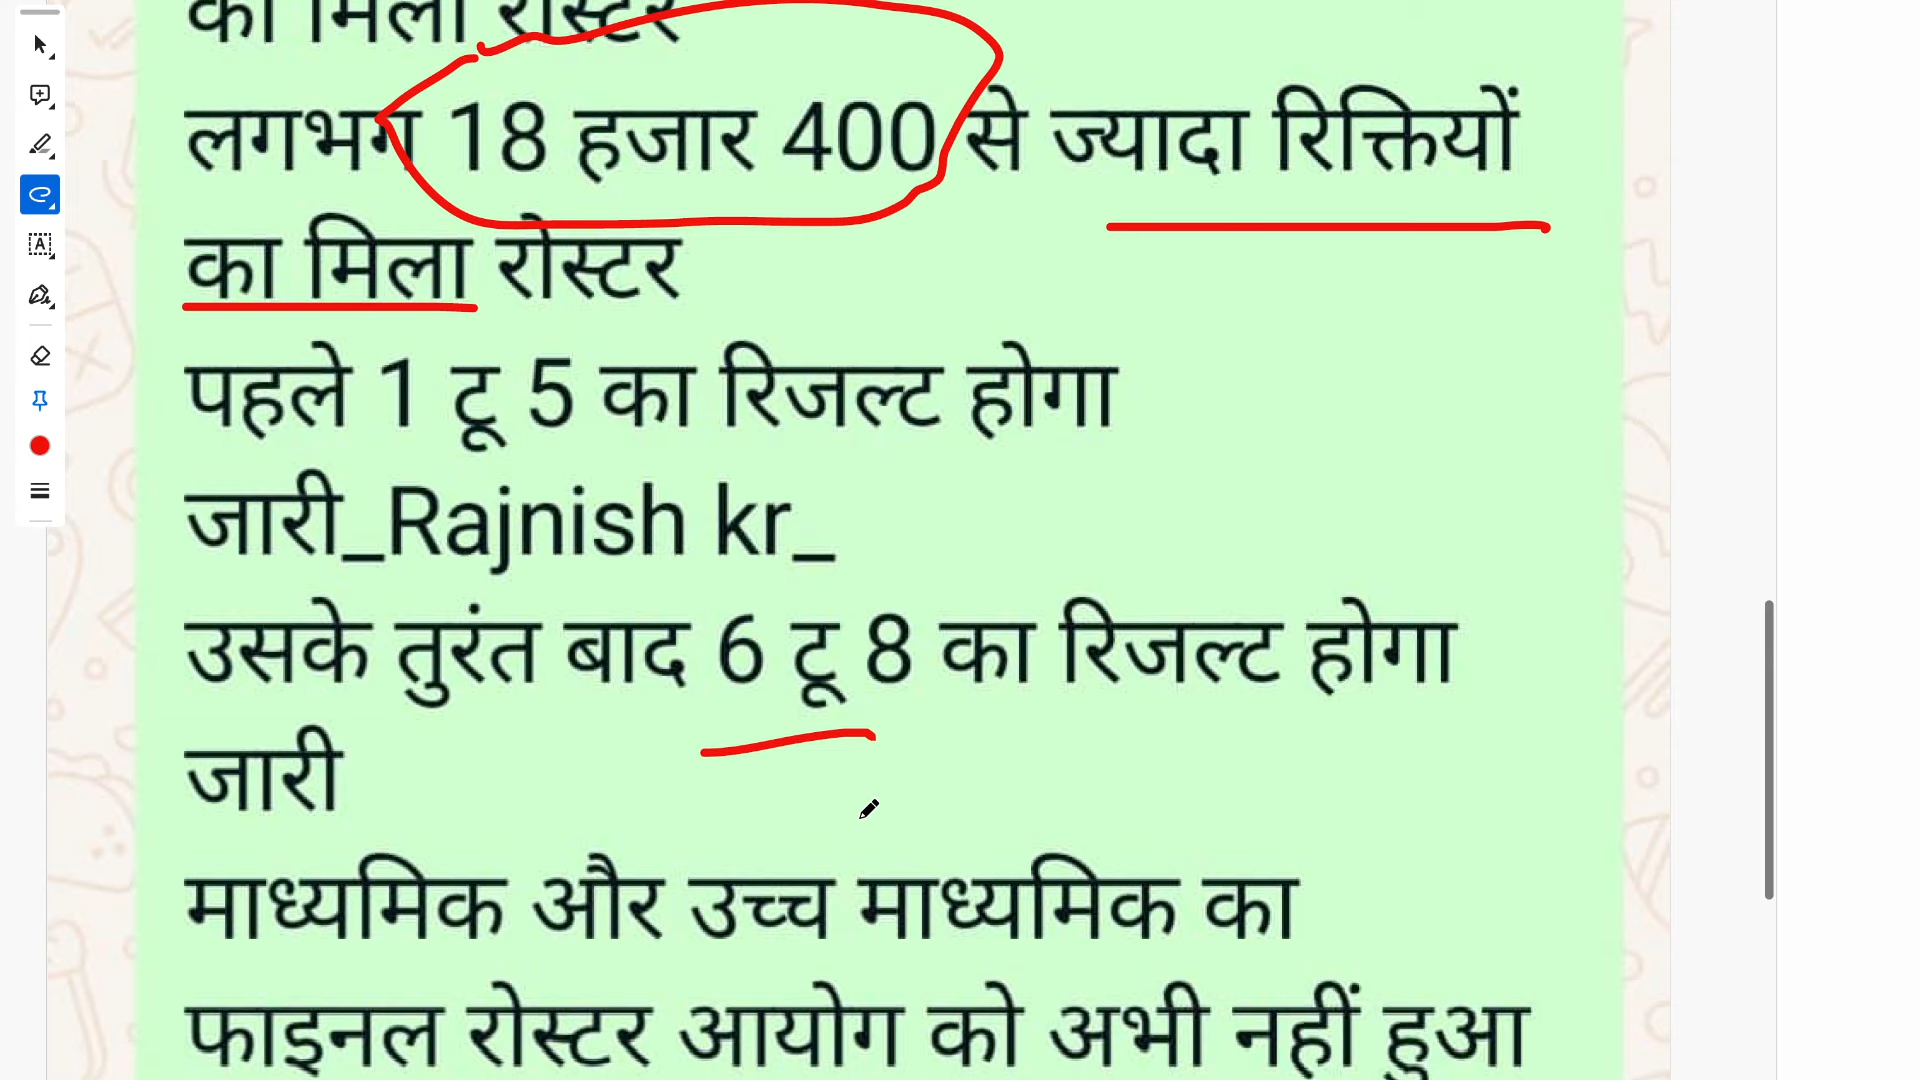 का मिला रोस्टर
लगभग 18 हजार 400 से ज्यादा रिक्तियों
का मिला रोस्टर
पहले 1 टू 5 का रिजल्ट होगा
जारी_Rajnish kr_
उसके तुरंत बाद 6 टू 8 का रिजल्ट होगा
जारी
माध्यमिक और उच्च माध्यमिक का
फाइनल रोस्टर आयोग को अभी नहीं हुआ